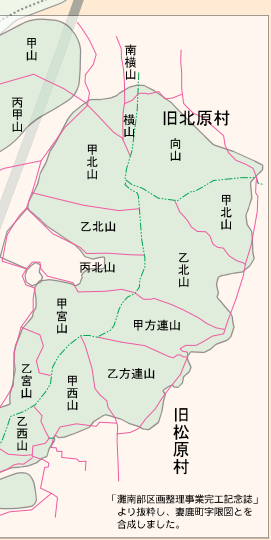 甲山
丙甲山
南横山
横山
旧北原村
向山
甲北山
甲北山
乙北山
乙北山
丙北山
甲宮山
甲方連山
乙宮山
甲西山
乙方連山
乙西山
旧松原村
「灘南部区画整理事業完工記念誌」
より抜粋し、妻鹿町字限図とを
合成しました。